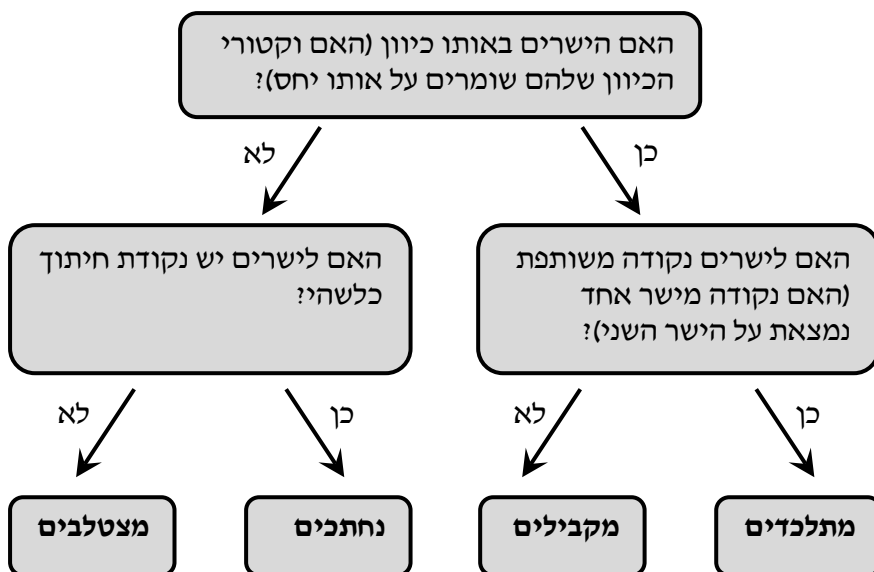 האם הישרים באותו כיוון (האם וקטורי
הכיוון שלהם שומרים על אותו יחס)?
כן
לא
האם לישרים נקודה משותפת
(האם נקודה מישר אחד
נמצאת על הישר השני)?
האם לישרים יש נקודת חיתוך
כלשהי?
כן
לא
כן
לא
מתלכדים
מקבילים
נחתכים
מצטלבים